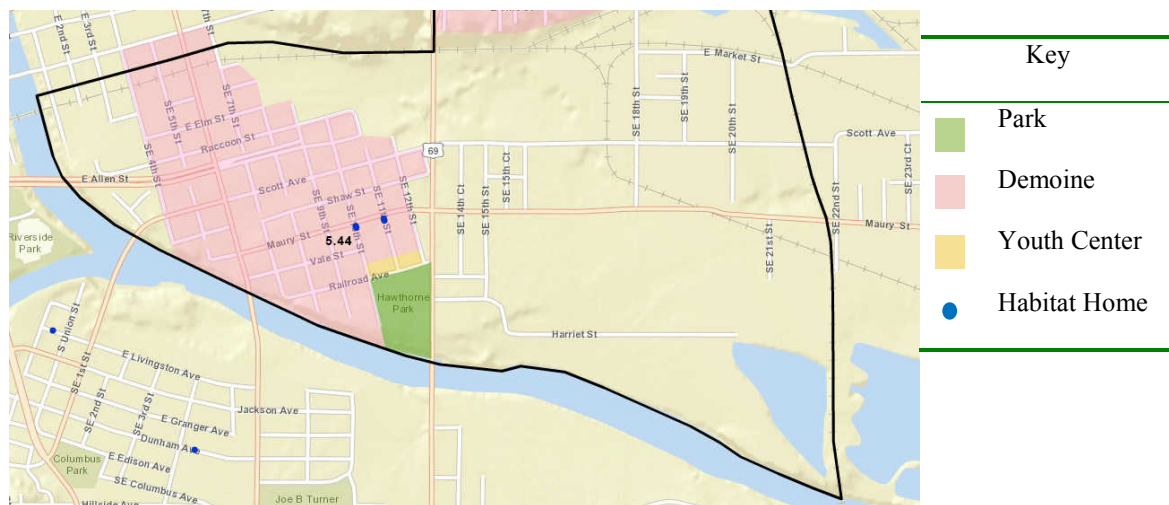 SE 2nd St
SE 3rd St
7th St
E Market St
SE 18th St
SE 19th St
SE 20th St
SE 5th St
SE 7th St
E Elm St
Raccoon St
69
Scott Ave
SE 4th St
E Allen St
Scott Ave
Shaw St
SE 9th St
SE 11th St
SE 12th St
SE 14th Ct
SE 15th St
SE 15th Ct
SE 22nd St
SE 23rd Ct
Maury St
5.44
Maury St
Vale St
SE 21st St
Riverside
Park
Railroad Ave
Hawthorne
Park
Harriet St
S Union St
SE 1st St
E Livingston Ave
SE 2nd St
SE 3rd St
Jackson Ave
E Granger Ave
Dunham Ave
Columbus
Park
E Edison Ave
SE Columbus Ave
Hillside Ave
Joe B Turner
Key
Park
Demoine
Youth Center
Habitat Home